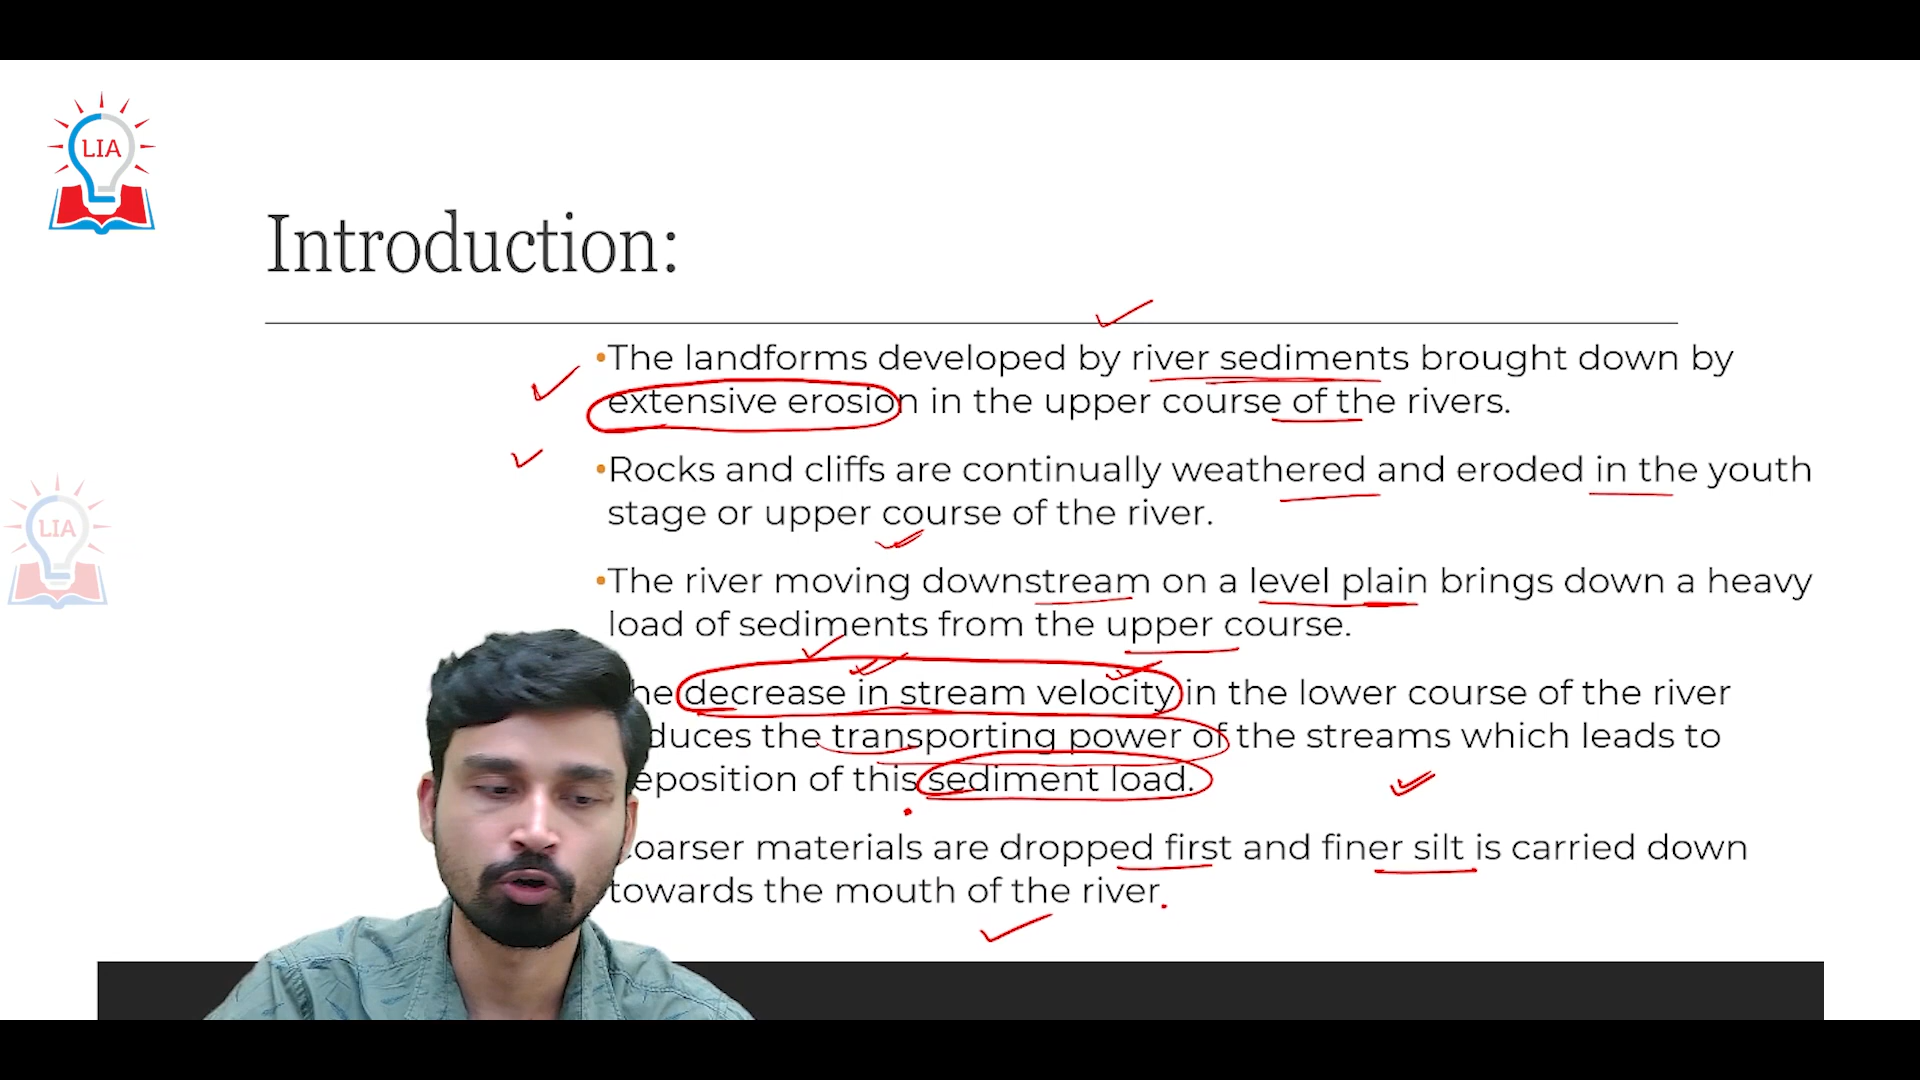 LIA
Introduction:
•The landforms developed by river sediments brought down by
extensive erosion in the upper course of the rivers.
•Rocks and cliffs are continually weathered and eroded in the youth
stage or upper course of the river.
•The river moving downstream on a level plain brings down a heavy
load of sediments from the upper course.
LIA
he decrease in stream velocity in the lower course of the river
duces the transporting power of the streams which leads to
eposition of this sediment load.
oarser materials are dropped first and finer silt is carried down
towards the mouth of the river.